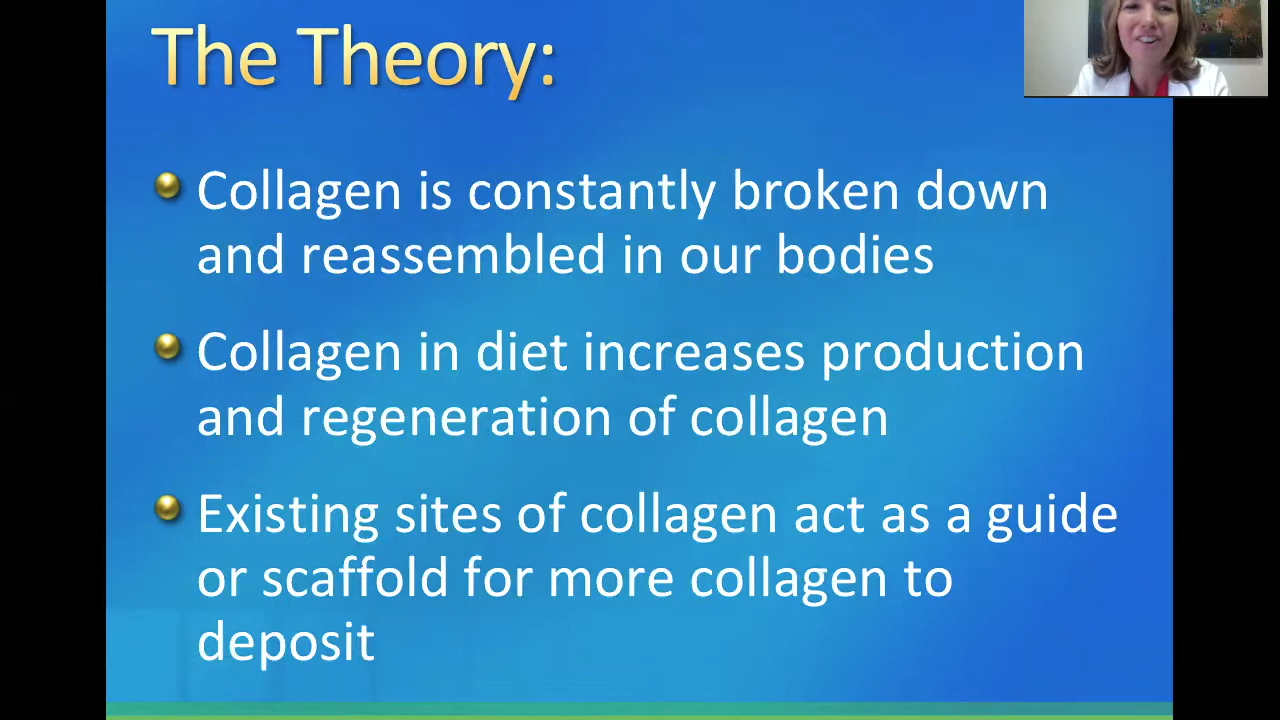 The Theory:
Collagen is constantly broken down
and reassembled in our bodies
Collagen in diet increases production
and regeneration of collagen
Existing sites of collagen act as a guide
or scaffold for more collagen to
deposit